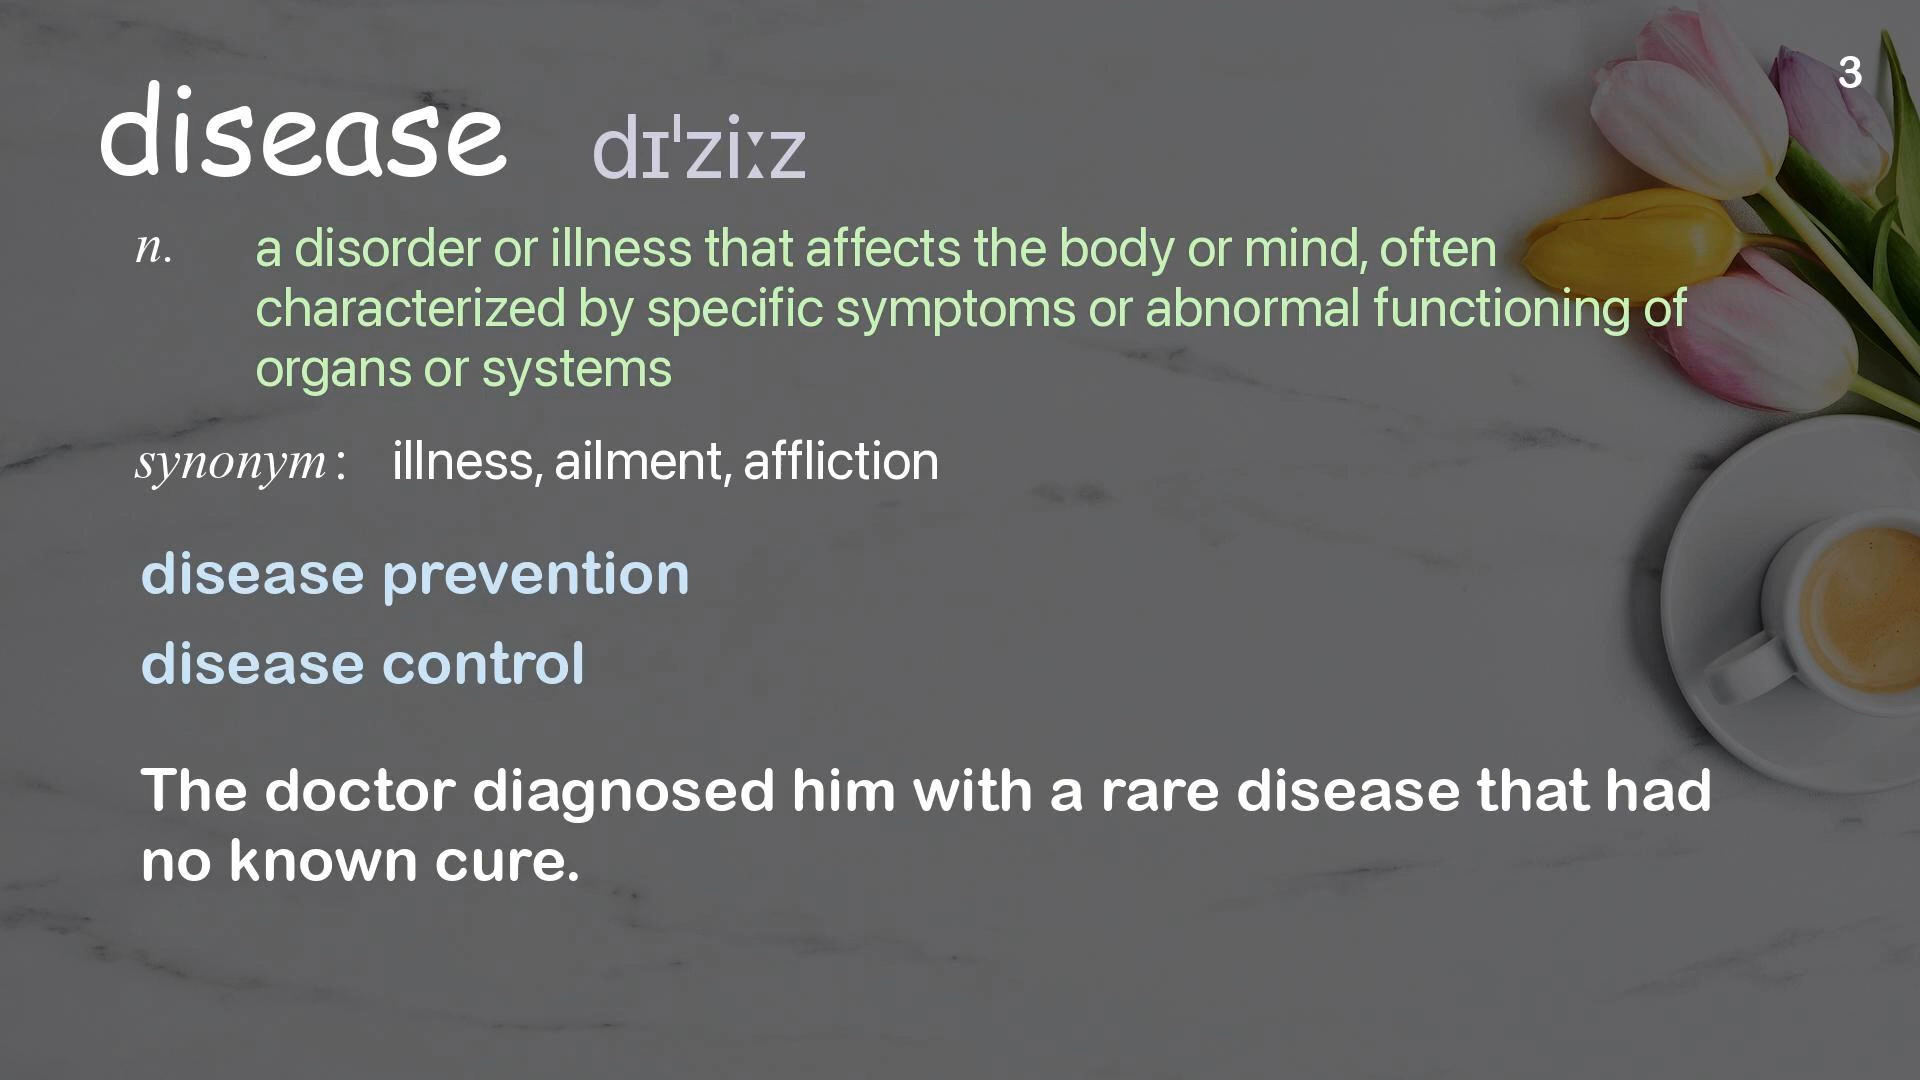 3
disease dɪˈziːz
n. a disorder or illness that affects the body or mind, often
characterized by specific symptoms or abnormal functioning of
organs or systems
synonym: illness, ailment, affliction
disease prevention
disease control
The doctor diagnosed him with a rare disease that had
no known cure.